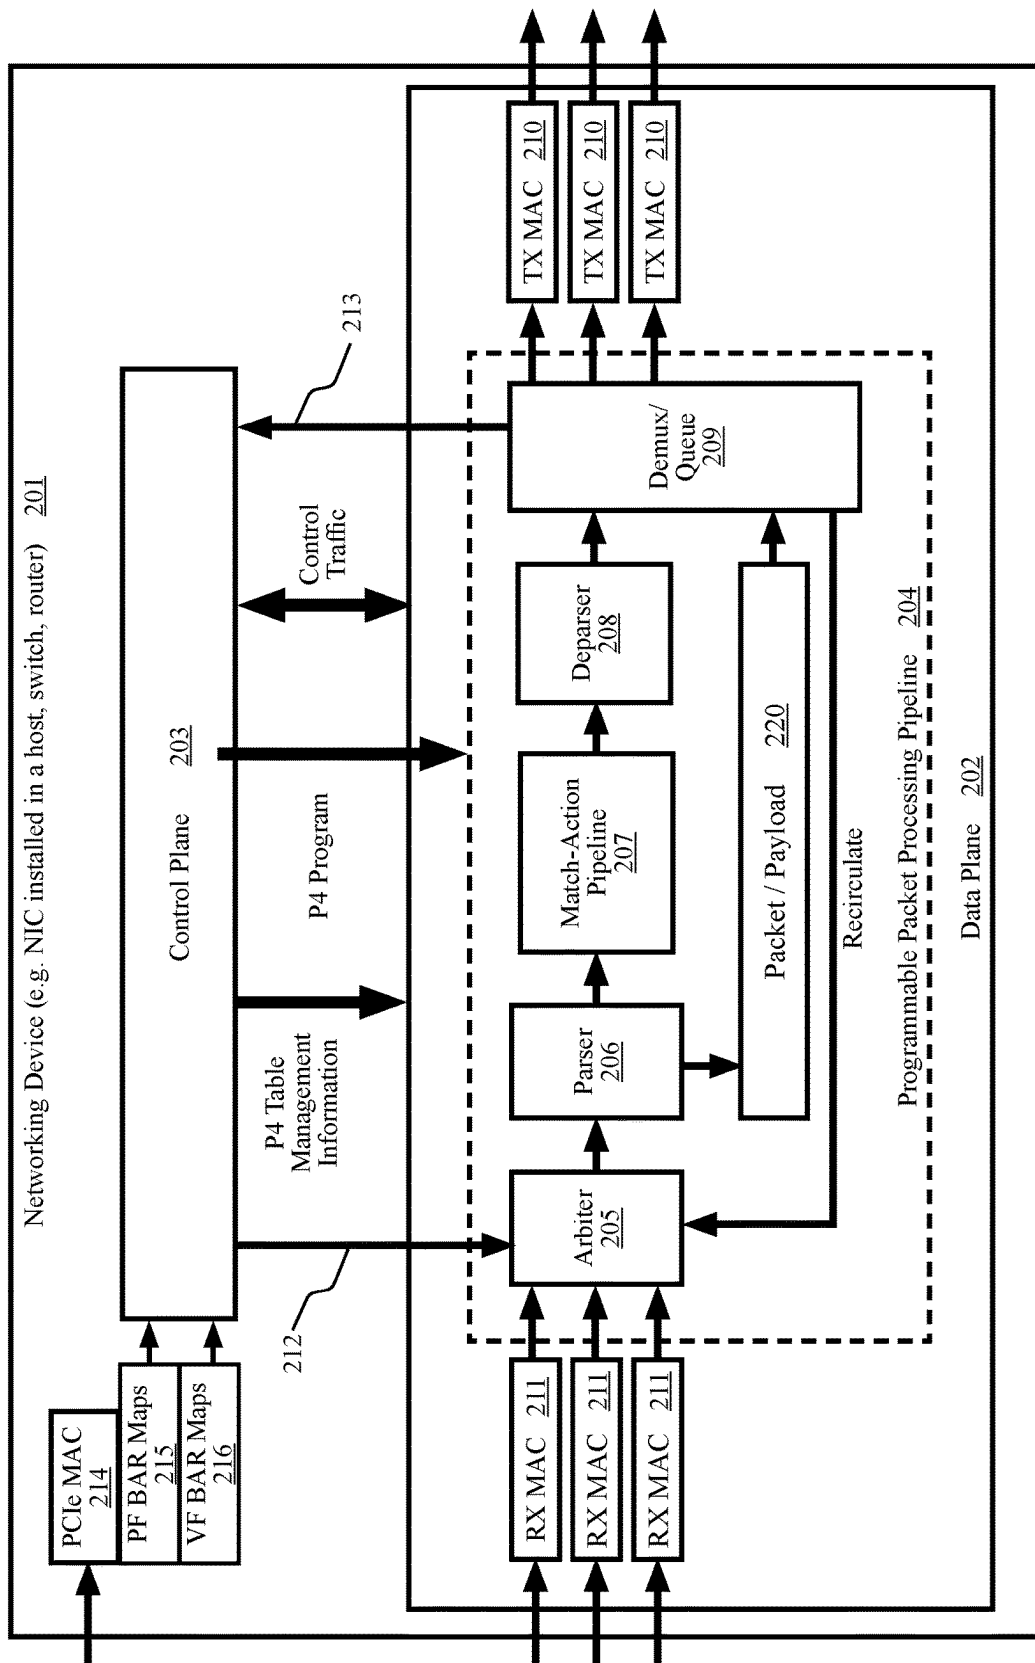 Networking Device (e.g. NIC installed in a host, switch, router) 201
PCIe MAC
214
PF BAR Maps
215
VF BAR Maps
216
Control Plane 203
212
P4 Table
Management
Information
P4 Program
Control
Traffic
213
RX MAC 211
RX MAC 211
RX MAC 211
Arbiter
205
Parser
206
Match-Action
Pipeline
207
Deparser
208
Demux/
Queue
209
TX MAC 210
TX MAC 210
TX MAC 210
Packet / Payload 220
Recirculate
Programmable Packet Processing Pipeline 204
Data Plane 202